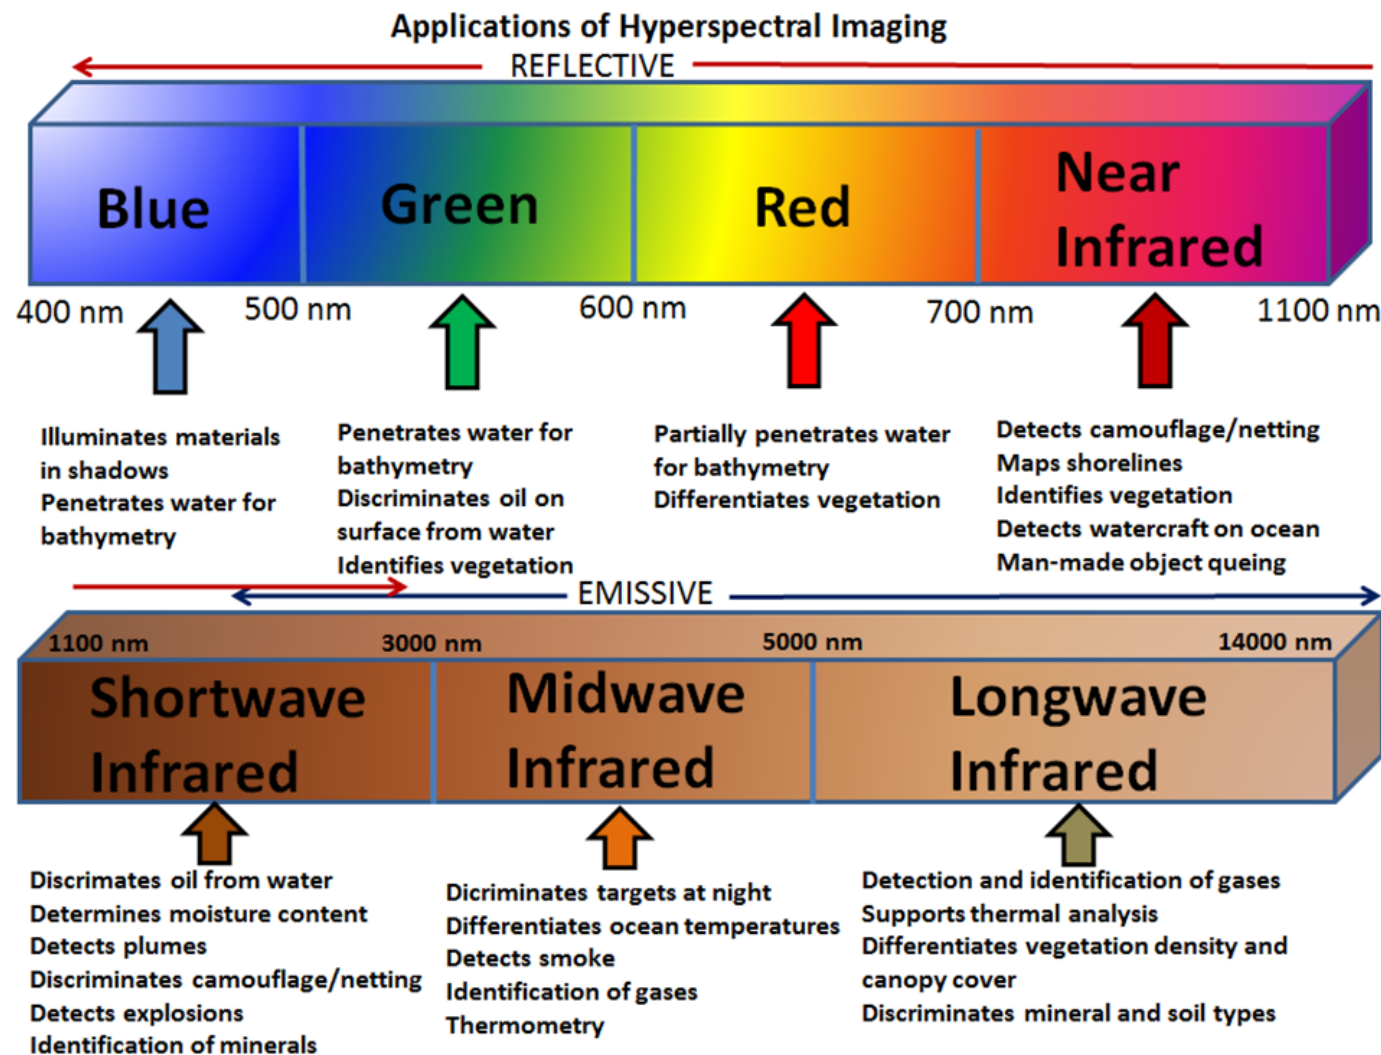 Applications of Hyperspectral Imaging
REFLECTIVE
Blue
Green
Red
Near
Infrared
400 nm
500 nm
600 nm
700 nm
1100 nm
Illuminates materials
in shadows
Penetrates water for
bathymetry
Penetrates water for
bathymetry
Discriminates oil on
surface from water
Identifies vegetation
Partially penetrates water
for bathymetry
Differentiates vegetation
Detects camouflage/netting
Maps shorelines
Identifies vegetation
Detects watercraft on ocean
Man-made object queing
EMISSIVE
1100 nm
3000 nm
5000 nm
14000 nm
Shortwave
Infrared
Midwave
Infrared
Longwave
Infrared
Discrimates oil from water
Determines moisture content
Detects plumes
Discriminates camouflage/netting
Detects explosions
Identification of minerals
Dicriminates targets at night
Differentiates ocean temperatures
Detects smoke
Identification of gases
Thermometry
Detection and identification of gases
Supports thermal analysis
Differentiates vegetation density and
canopy cover
Discriminates mineral and soil types